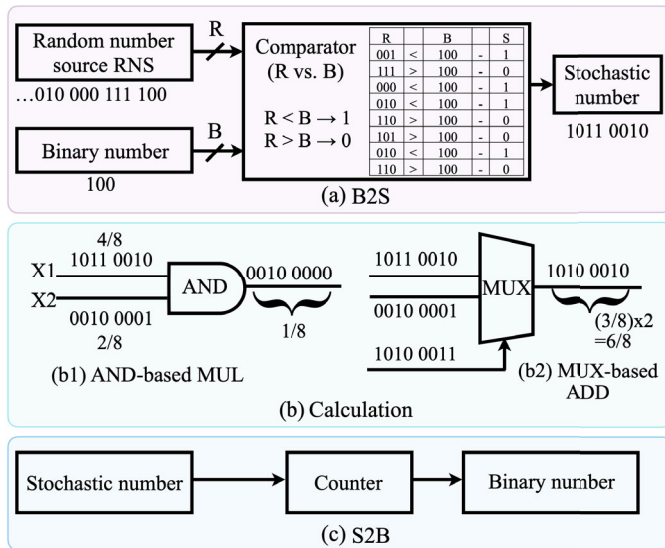 Random number
source RNS
R
…010 000 111 100
Binary number
B
100
Comparator
(R vs. B)
R < B → 1
R > B → 0
R B S
001 < 100 - 1
111 > 100 - 0
000 < 100 - 1
010 < 100 - 1
110 > 100 - 0
101 > 100 - 0
010 < 100 - 1
110 > 100 - 0
Stochastic
number
1011 0010
(a) B2S
4/8
X1 1011 0010
X2
0010 0001
2/8
AND
0010 0000
1/8
(b1) AND-based MUL
1011 0010
0010 0001
1010 0011
MUX
1010 0010
(3/8)x2
=6/8
(b2) MUX-based
ADD
(b) Calculation
Stochastic number
Counter
Binary number
(c) S2B